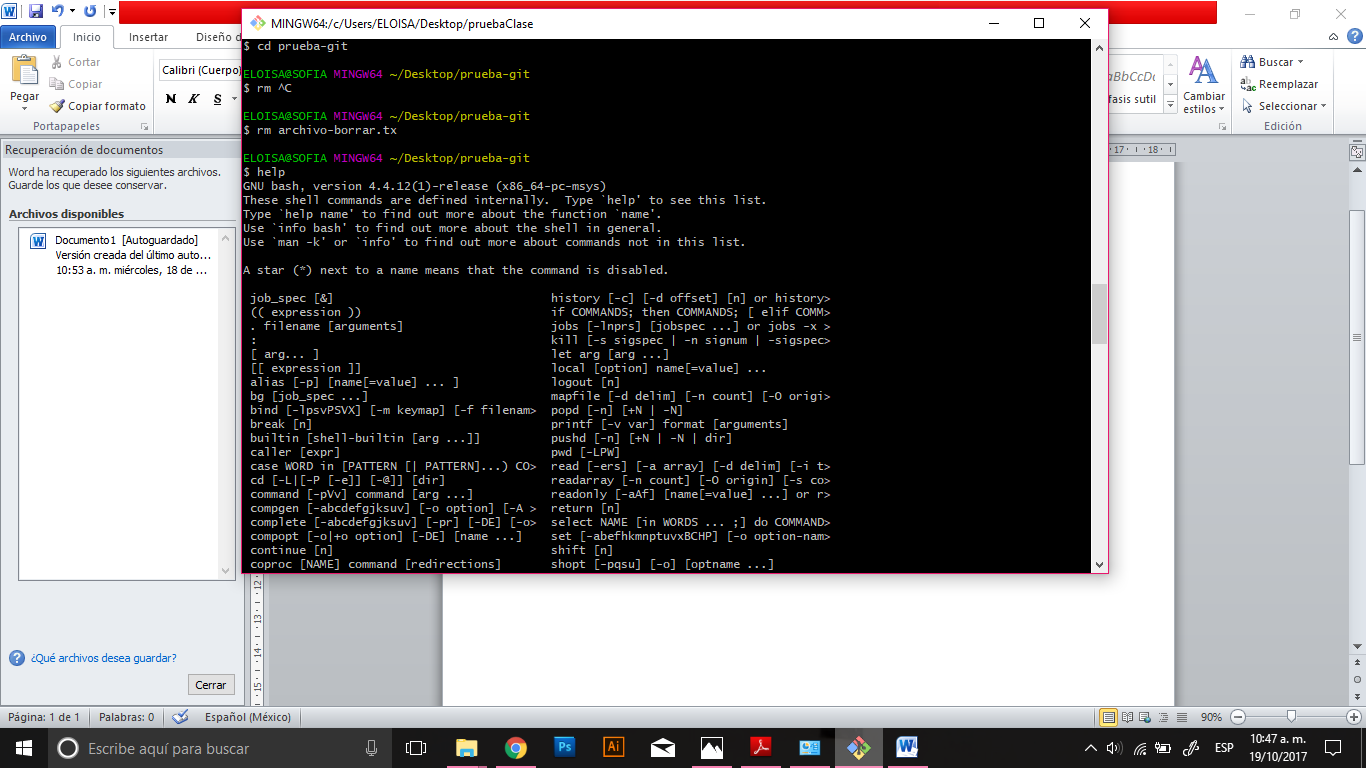 MINGW64:/c/Users/ELOISA/Desktop/pruebaClase
Archivo
Inicio
Insertar
Diseño d
Pegar
Cortar
Copiar
Copiar formato
Portapapeles
Calibri (Cuerpo)
N K S
AaBbCcDc
fasis sutil
Cambiar
estilos
Buscar
Reemplazar
Seleccionar
Edición
Recuperación de documentos
Word ha recuperado los siguientes archivos.
Guarde los que desee conservar.
Archivos disponibles
Documento1 [Autoguardado]
Versión creada del último auto...
10:53 a. m. miércoles, 18 de ...
¿Qué archivos desea guardar?
Cerrar
$ cd prueba-git
ELOISA@SOFIA MINGW64 ~/Desktop/prueba-git
$ rm ^C
ELOISA@SOFIA MINGW64 ~/Desktop/prueba-git
$ rm archivo-borrar.tx
ELOISA@SOFIA MINGW64 ~/Desktop/prueba-git
$ help
GNU bash, version 4.4.12(1)-release (x86_64-pc-msys)
These shell commands are defined internally.  Type `help' to see this list.
Type `help name' to find out more about the function `name'.
Use `info bash' to find out more about the shell in general.
Use `man -k' or `info' to find out more about commands not in this list.
A star (*) next to a name means that the command is disabled.
job_spec [&] history [-c] [-d offset] [n] or history>
(( expression )) if COMMANDS; then COMMANDS; [ elif COMM>
. filename [arguments] jobs [-lnprs] [jobspec ...] or jobs -x >
: kill [-s sigspec | -n signum | -sigspec>
[ arg... ] let arg [arg ...]
[[ expression ]] local [option] name[=value] ...
alias [-p] [name[=value] ... ] logout [n]
bg [job_spec ...] mapfile [-d delim] [-n count] [-O origi>
bind [-lpsvPSVX] [-m keymap] [-f filenam> popd [-n] [+N | -N]
break [n] printf [-v var] format [arguments]
builtin [shell-builtin [arg ...]] pushd [-n] [+N | -N | dir]
caller [expr] pwd [-LPW]
case WORD in [PATTERN [| PATTERN]...) CO> read [-ers] [-a array] [-d delim] [-i t>
cd [-L|[-P [-e]] [-@]] [dir] readarray [-n count] [-O origin] [-s co>
command [-pVv] command [arg ...] readonly [-aAf] [name[=value] ...] or r>
compgen [-abcdefgjksuv] [-o option] [-A > return [n]
complete [-abcdefgjksuv] [-pr] [-DE] [-o> select NAME [in WORDS ... ;] do COMMAND>
compopt [-o|+o option] [-DE] [name ...] set [-abefhkmnptuvxBCHP] [-o option-nam>
continue [n] shift [n]
coproc [NAME] command [redirections] shopt [-pqsu] [-o] [optname ...]
17 18
12
13
14
15
Página: 1 de 1
Palabras: 0
Español (México)
90%
Escribe aquí para buscar
ESP
10:47 a. m.
19/10/2017